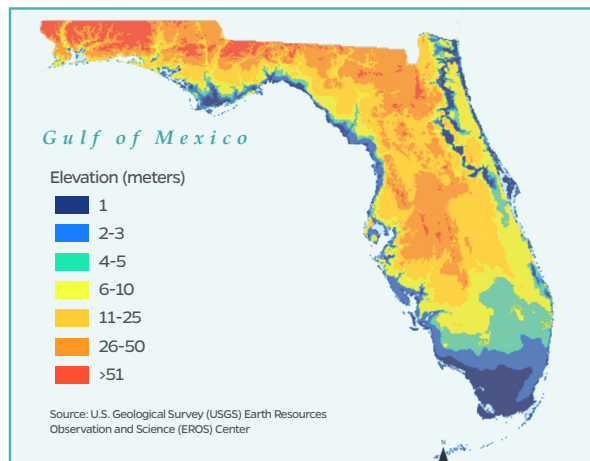 Gulf of Mexico
Elevation (meters)
1
2-3
4-5
6-10
11-25
26-50
>51
Source: U.S. Geological Survey (USGS) Earth Resources
Observation and Science (EROS) Center
N